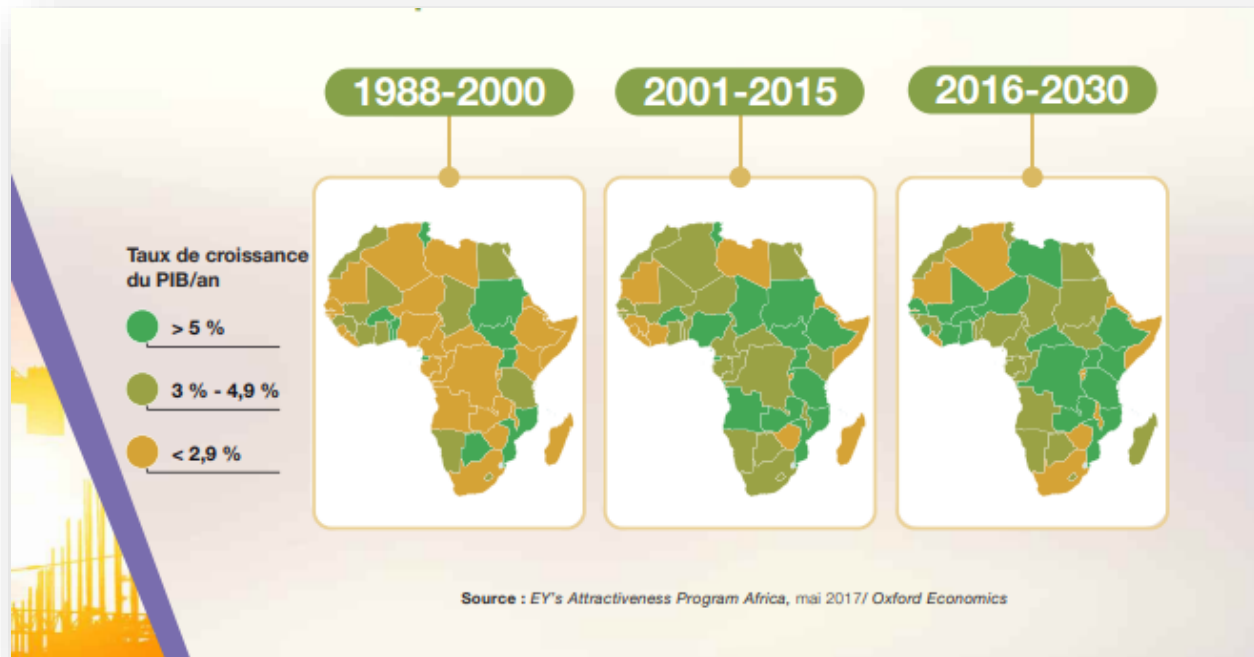 1988-2000
2001-2015
2016-2030
Taux de croissance
du PIB/an
> 5 %
3 % - 4,9 %
< 2,9 %
Source : EY's Attractiveness Program Africa, mai 2017/ Oxford Economics